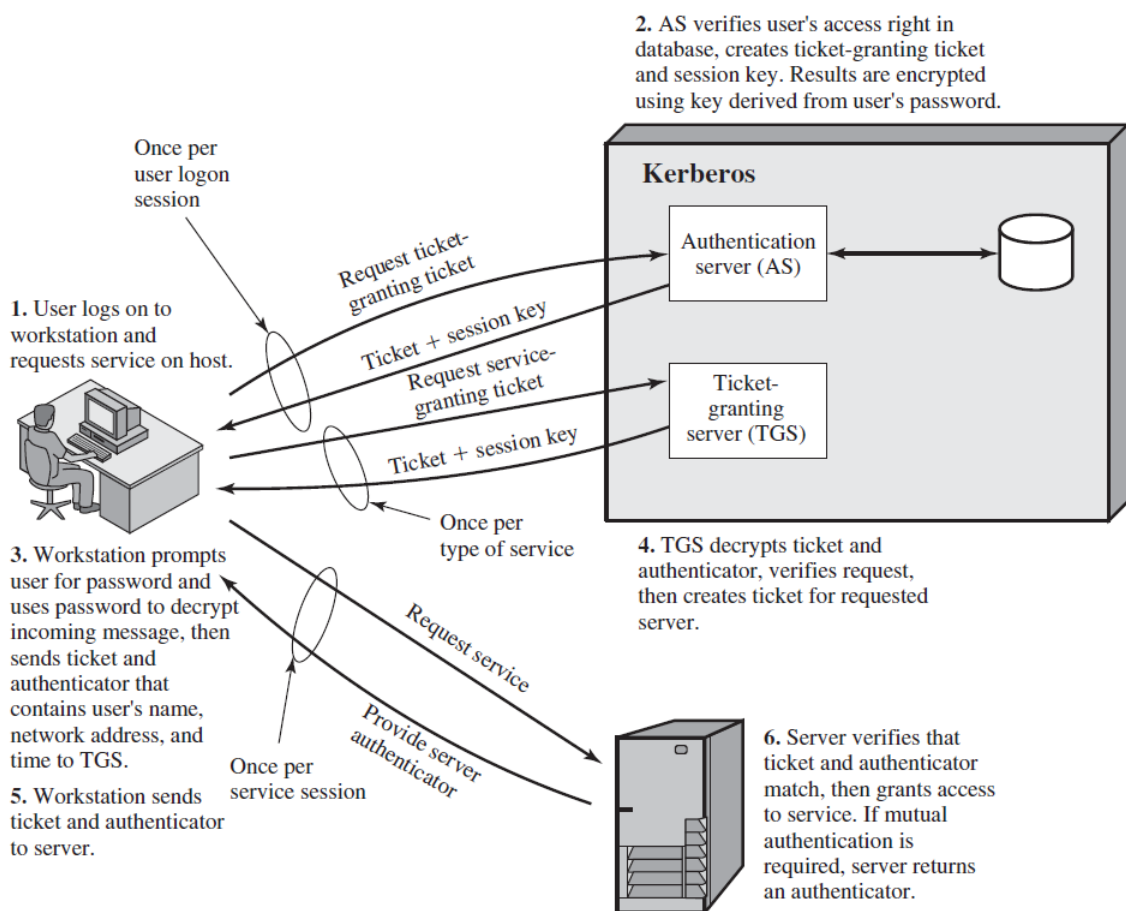 2. AS verifies user's access right in
database, creates ticket-granting ticket
and session key. Results are encrypted
using key derived from user's password.
Once per
user logon
session
Kerberos
Request ticket-
granting ticket
Authentication
server (AS)
1. User logs on to
workstation and
requests service on host.
Ticket + session key
Request service-
granting ticket
Ticket-
granting
server (TGS)
Ticket + session key
Once per
type of service
3. Workstation prompts
user for password and
uses password to decrypt
incoming message, then
sends ticket and
authenticator that
contains user's name,
network address, and
time to TGS.
4. TGS decrypts ticket and
authenticator, verifies request,
then creates ticket for requested
server.
Request service
Provide server
authenticator
Once per
service session
5. Workstation sends
ticket and authenticator
to server.
6. Server verifies that
ticket and authenticator
match, then grants access
to service. If mutual
authentication is
required, server returns
an authenticator.